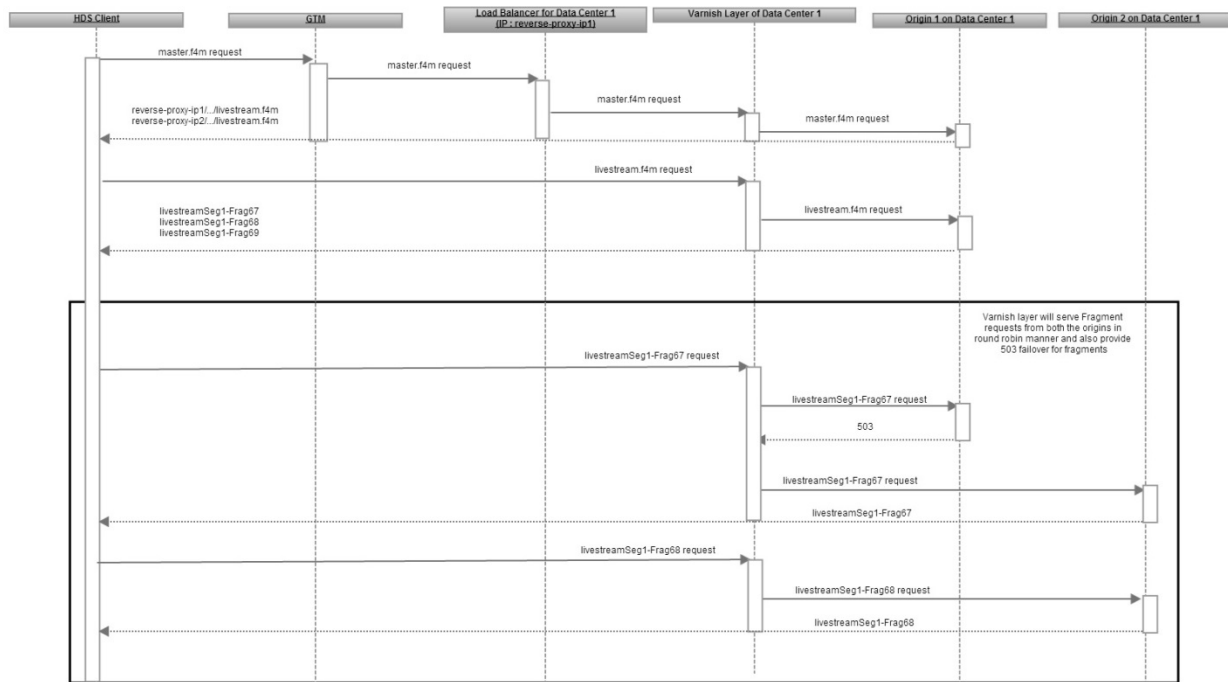 HDS Client
GTM
Load Balancer for Data Center 1
(IP : reverse-proxy-ip1)
Varnish Layer of Data Center 1
Origin 1 on Data Center 1
Origin 2 on Data Center 1
master.f4m request
master.f4m request
master.f4m request
master.f4m request
reverse-proxy-ip1/.../livestream.f4m
reverse-proxy-ip2/.../livestream.f4m
livestream.f4m request
livestream.f4m request
livestreamSeg1-Frag67
livestreamSeg1-Frag68
livestreamSeg1-Frag69
Varnish layer will serve Fragment
requests from both the origins in
round robin manner and also provide
503 failover for fragments
livestreamSeg1-Frag67 request
livestreamSeg1-Frag67 request
503
livestreamSeg1-Frag67 request
livestreamSeg1-Frag67
livestreamSeg1-Frag68 request
livestreamSeg1-Frag68 request
livestreamSeg1-Frag68